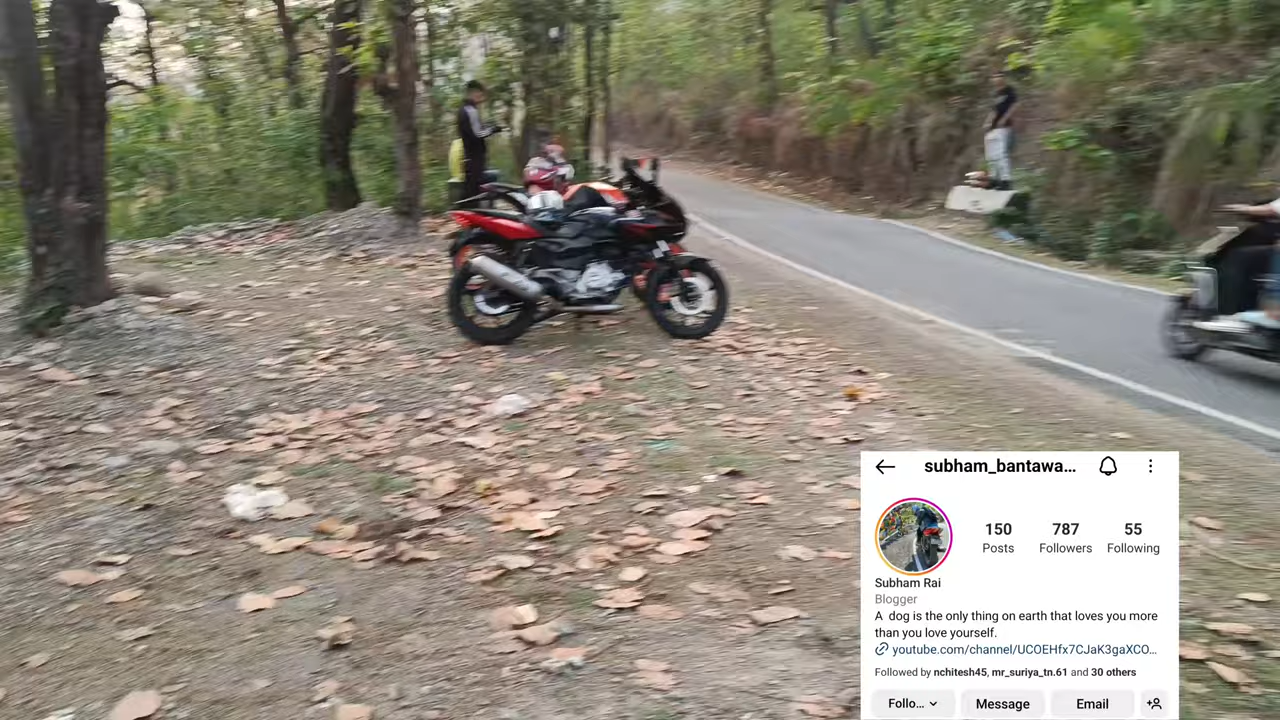 subham_bantawa...
150 787 55
Posts Followers Following
Subham Rai
Blogger
A dog is the only thing on earth that loves you more
than you love yourself.
youtube.com/channel/UCOEHfx7CJaK3gaXCO...
Followed by nchitesh45, mr_suriya_tn.61 and 30 others
Follo... Message Email